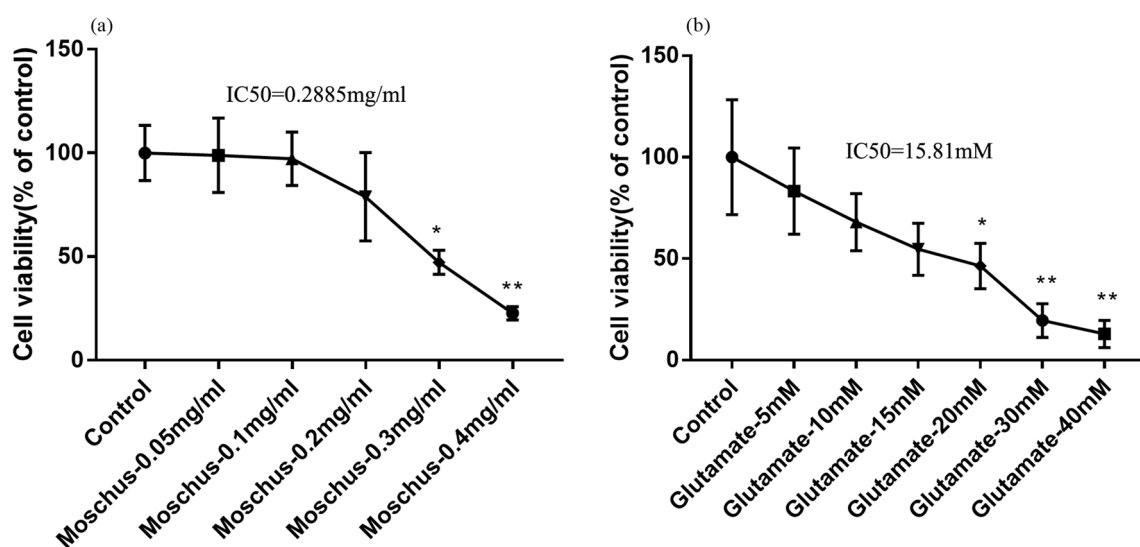 (a)
Cell viability(% of control)
150
100
50
0
IC50=0.2885mg/ml
*
**
Control
Moschus-0.05mg/ml
Moschus-0.1mg/ml
Moschus-0.2mg/ml
Moschus-0.3mg/ml
Moschus-0.4mg/ml
(b)
Cell viability(% of control)
150
100
50
0
IC50=15.81mM
*
**
**
Control
Glutamate-5mM
Glutamate-10mM
Glutamate-15mM
Glutamate-20mM
Glutamate-30mM
Glutamate-40mM